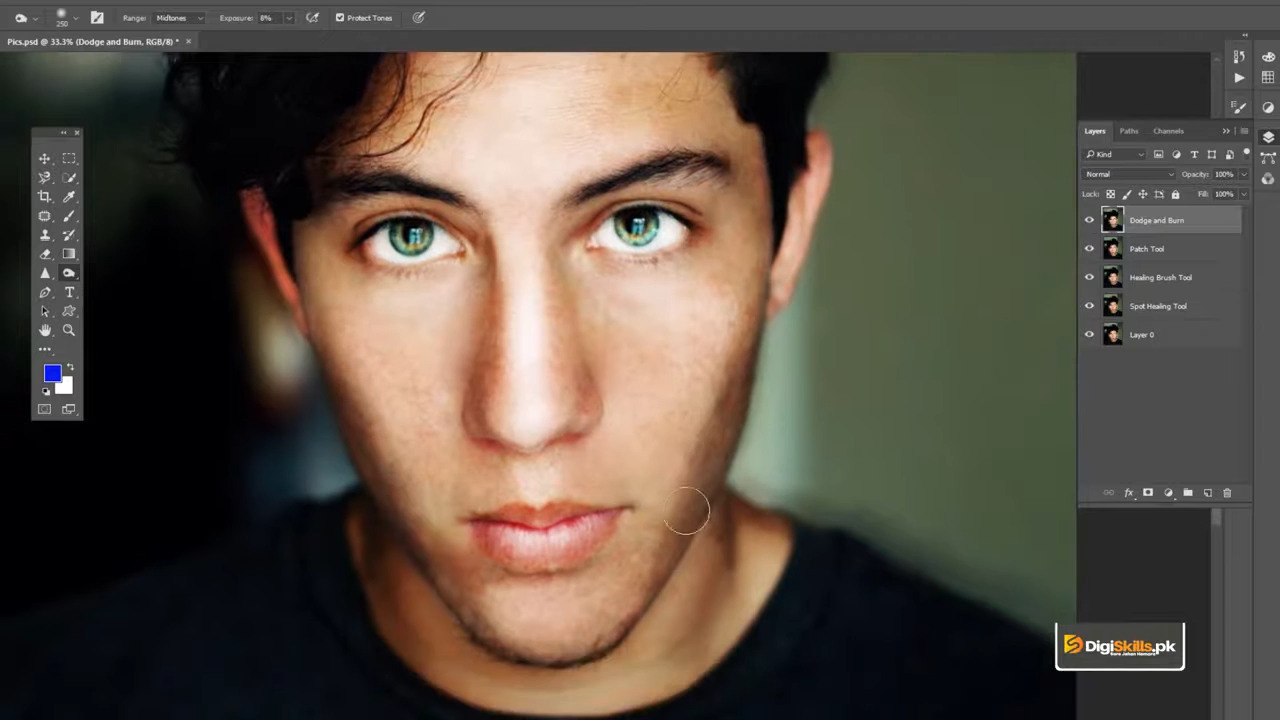 250
Range: Midtones
Exposure: 8%
Protect Tones
Pics.psd @ 33.3% (Dodge and Burn, RGB/8) * ×
Layers
Paths
Channels
Kind
Normal
Opacity: 100%
Lock:
Fill: 100%
Dodge and Burn
Patch Tool
Healing Brush Tool
Spot Healing Tool
Layer 0
fx
DigiSkills.pk